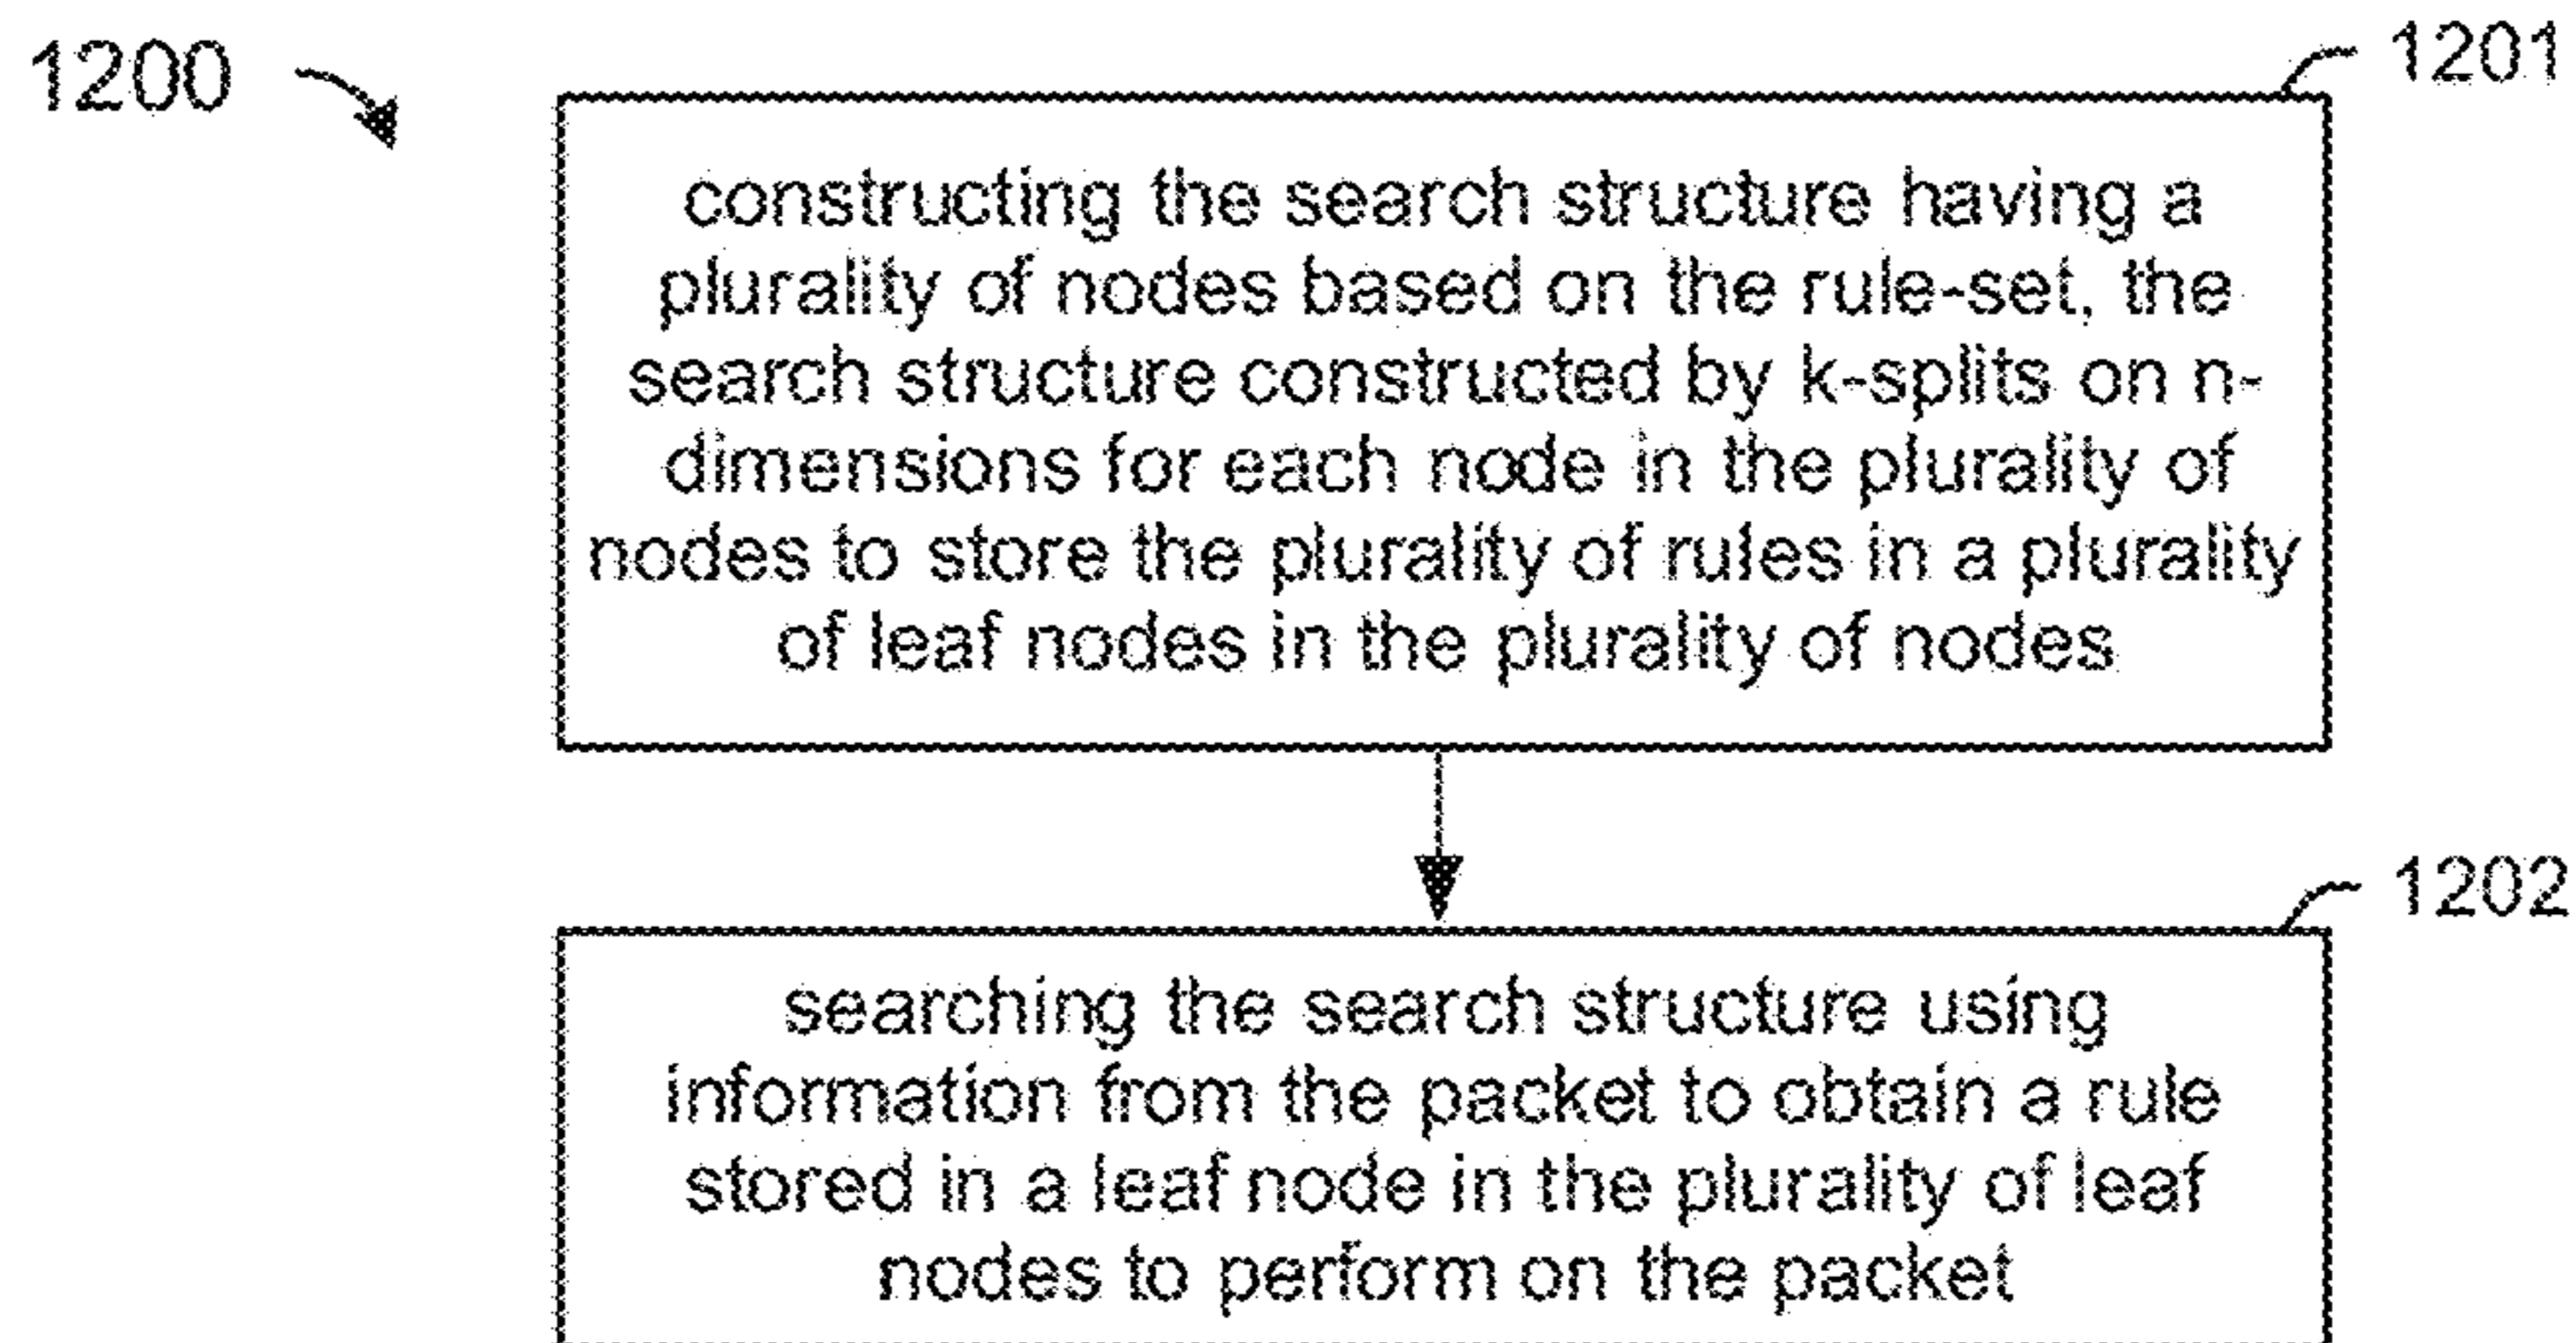 1200
1201
constructing the search structure having a
plurality of nodes based on the rule-set, the
search structure constructed by k-splits on n-
dimensions for each node in the plurality of
nodes to store the plurality of rules in a plurality
of leaf nodes in the plurality of nodes
1202
searching the search structure using
information from the packet to obtain a rule
stored in a leaf node in the plurality of leaf
nodes to perform on the packet